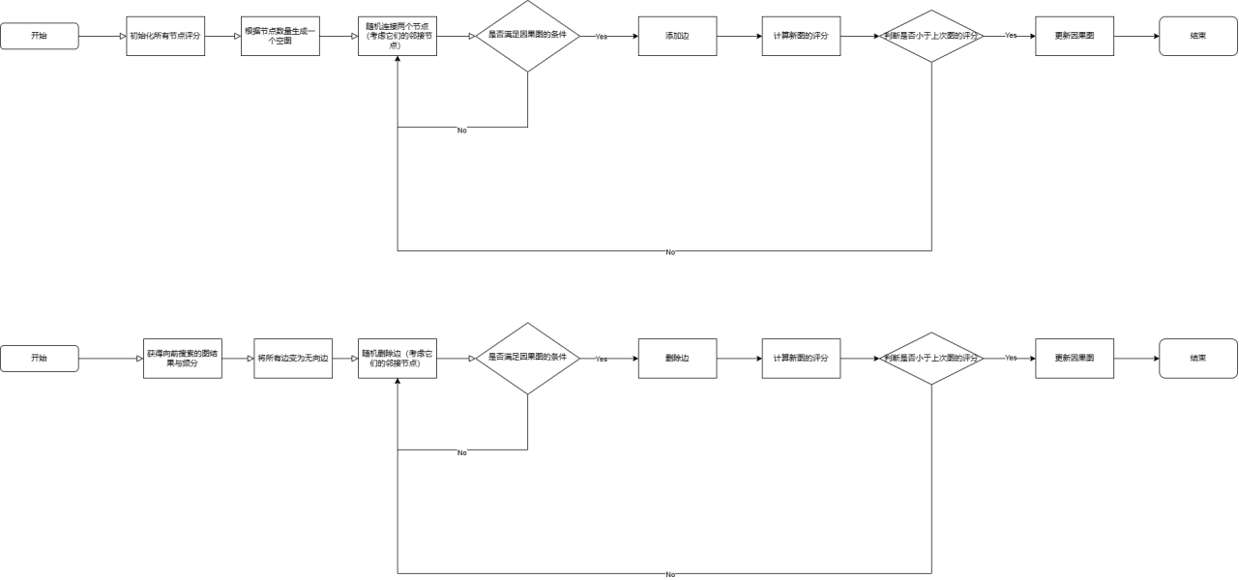 开始
初始化所有节点评分
根据节点数量生成一
个空图
随机连接两个节点
（考虑它们的邻接节
点）
是否满足因果图的条件
Yes
添加边
计算新图的评分
判断是否小于上次图的评分
Yes
更新因果图
结束
No
No
开始
获得向前搜索的图结
果与频分
将所有边变为无向边
随机删除边（考虑它
们的邻接节点）
是否满足因果图的条件
Yes
删除边
计算新图的评分
判断是否小于上次图的评分
Yes
更新因果图
结束
No
No